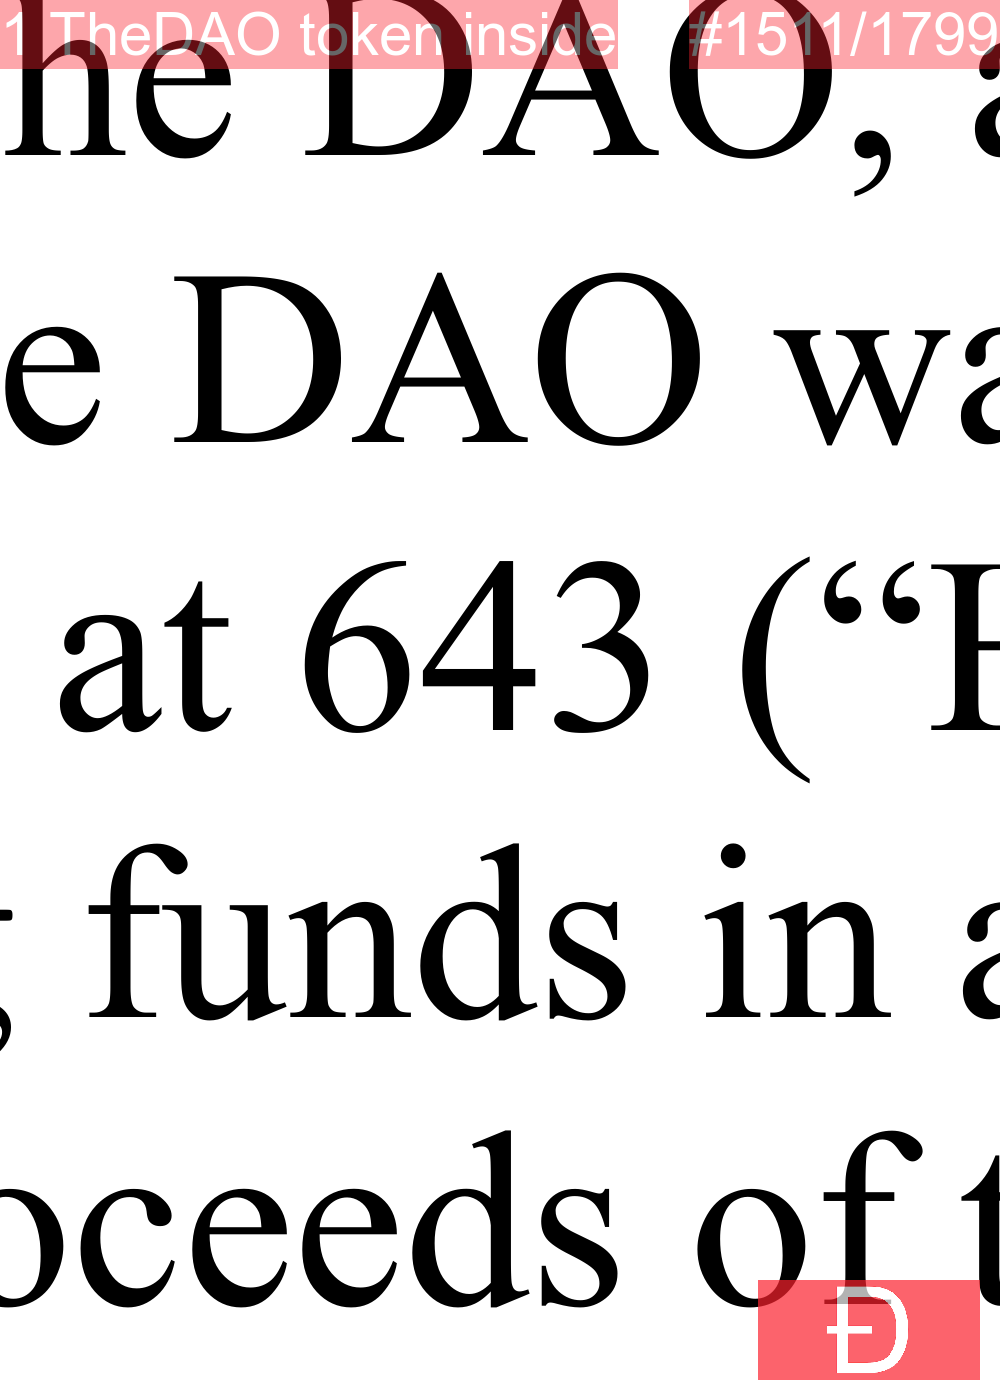 1 TheDAO token inside #1511/1799
he DAO, a
e DAO wa
at 643 (“
funds in a
oceeds of t
Đ